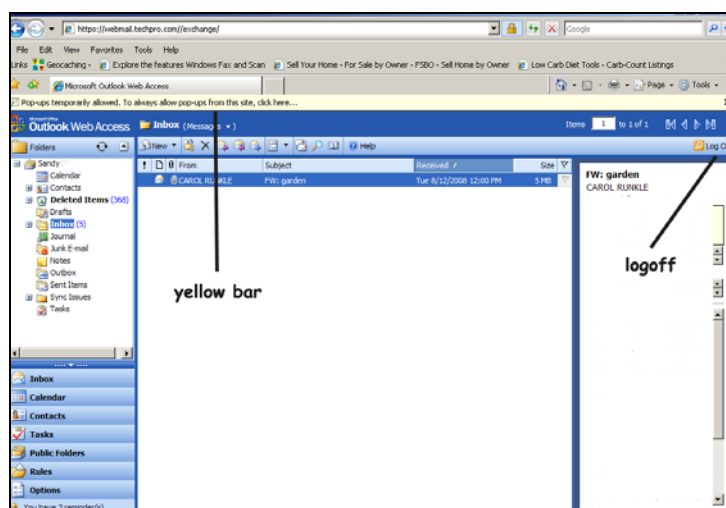 https://webmail.techpro.com//exchange/
Google
File Edit View Favorites Tools Help
Links Geocaching - Explore the features Windows Fax and Scan Sell Your Home - For Sale by Owner - FSBO - Sell Home by Owner Low Carb Diet Tools - Carb-Count Listings
Microsoft Outlook Web Access
Page Tools
Pop-ups temporarily allowed. To always allow pop-ups from this site, click here...
Outlook Web Access
Inbox (Messages)
Items 1 to 1 of 1
Folders
New
Help
Log O
Sandy
Calendar
Contacts
Deleted Items (368)
Drafts
Inbox (5)
Journal
Junk E-mail
Notes
Outbox
Sent Items
Sync Issues
Tasks
! From Subject Received Size
CAROL RUNKLE FW: garden Tue 8/12/2008 12:00 PM 5 MB
FW: garden
CAROL RUNKLE
yellow bar
logoff
Inbox
Calendar
Contacts
Tasks
Public Folders
Rules
Options
You have 3 reminder(s)